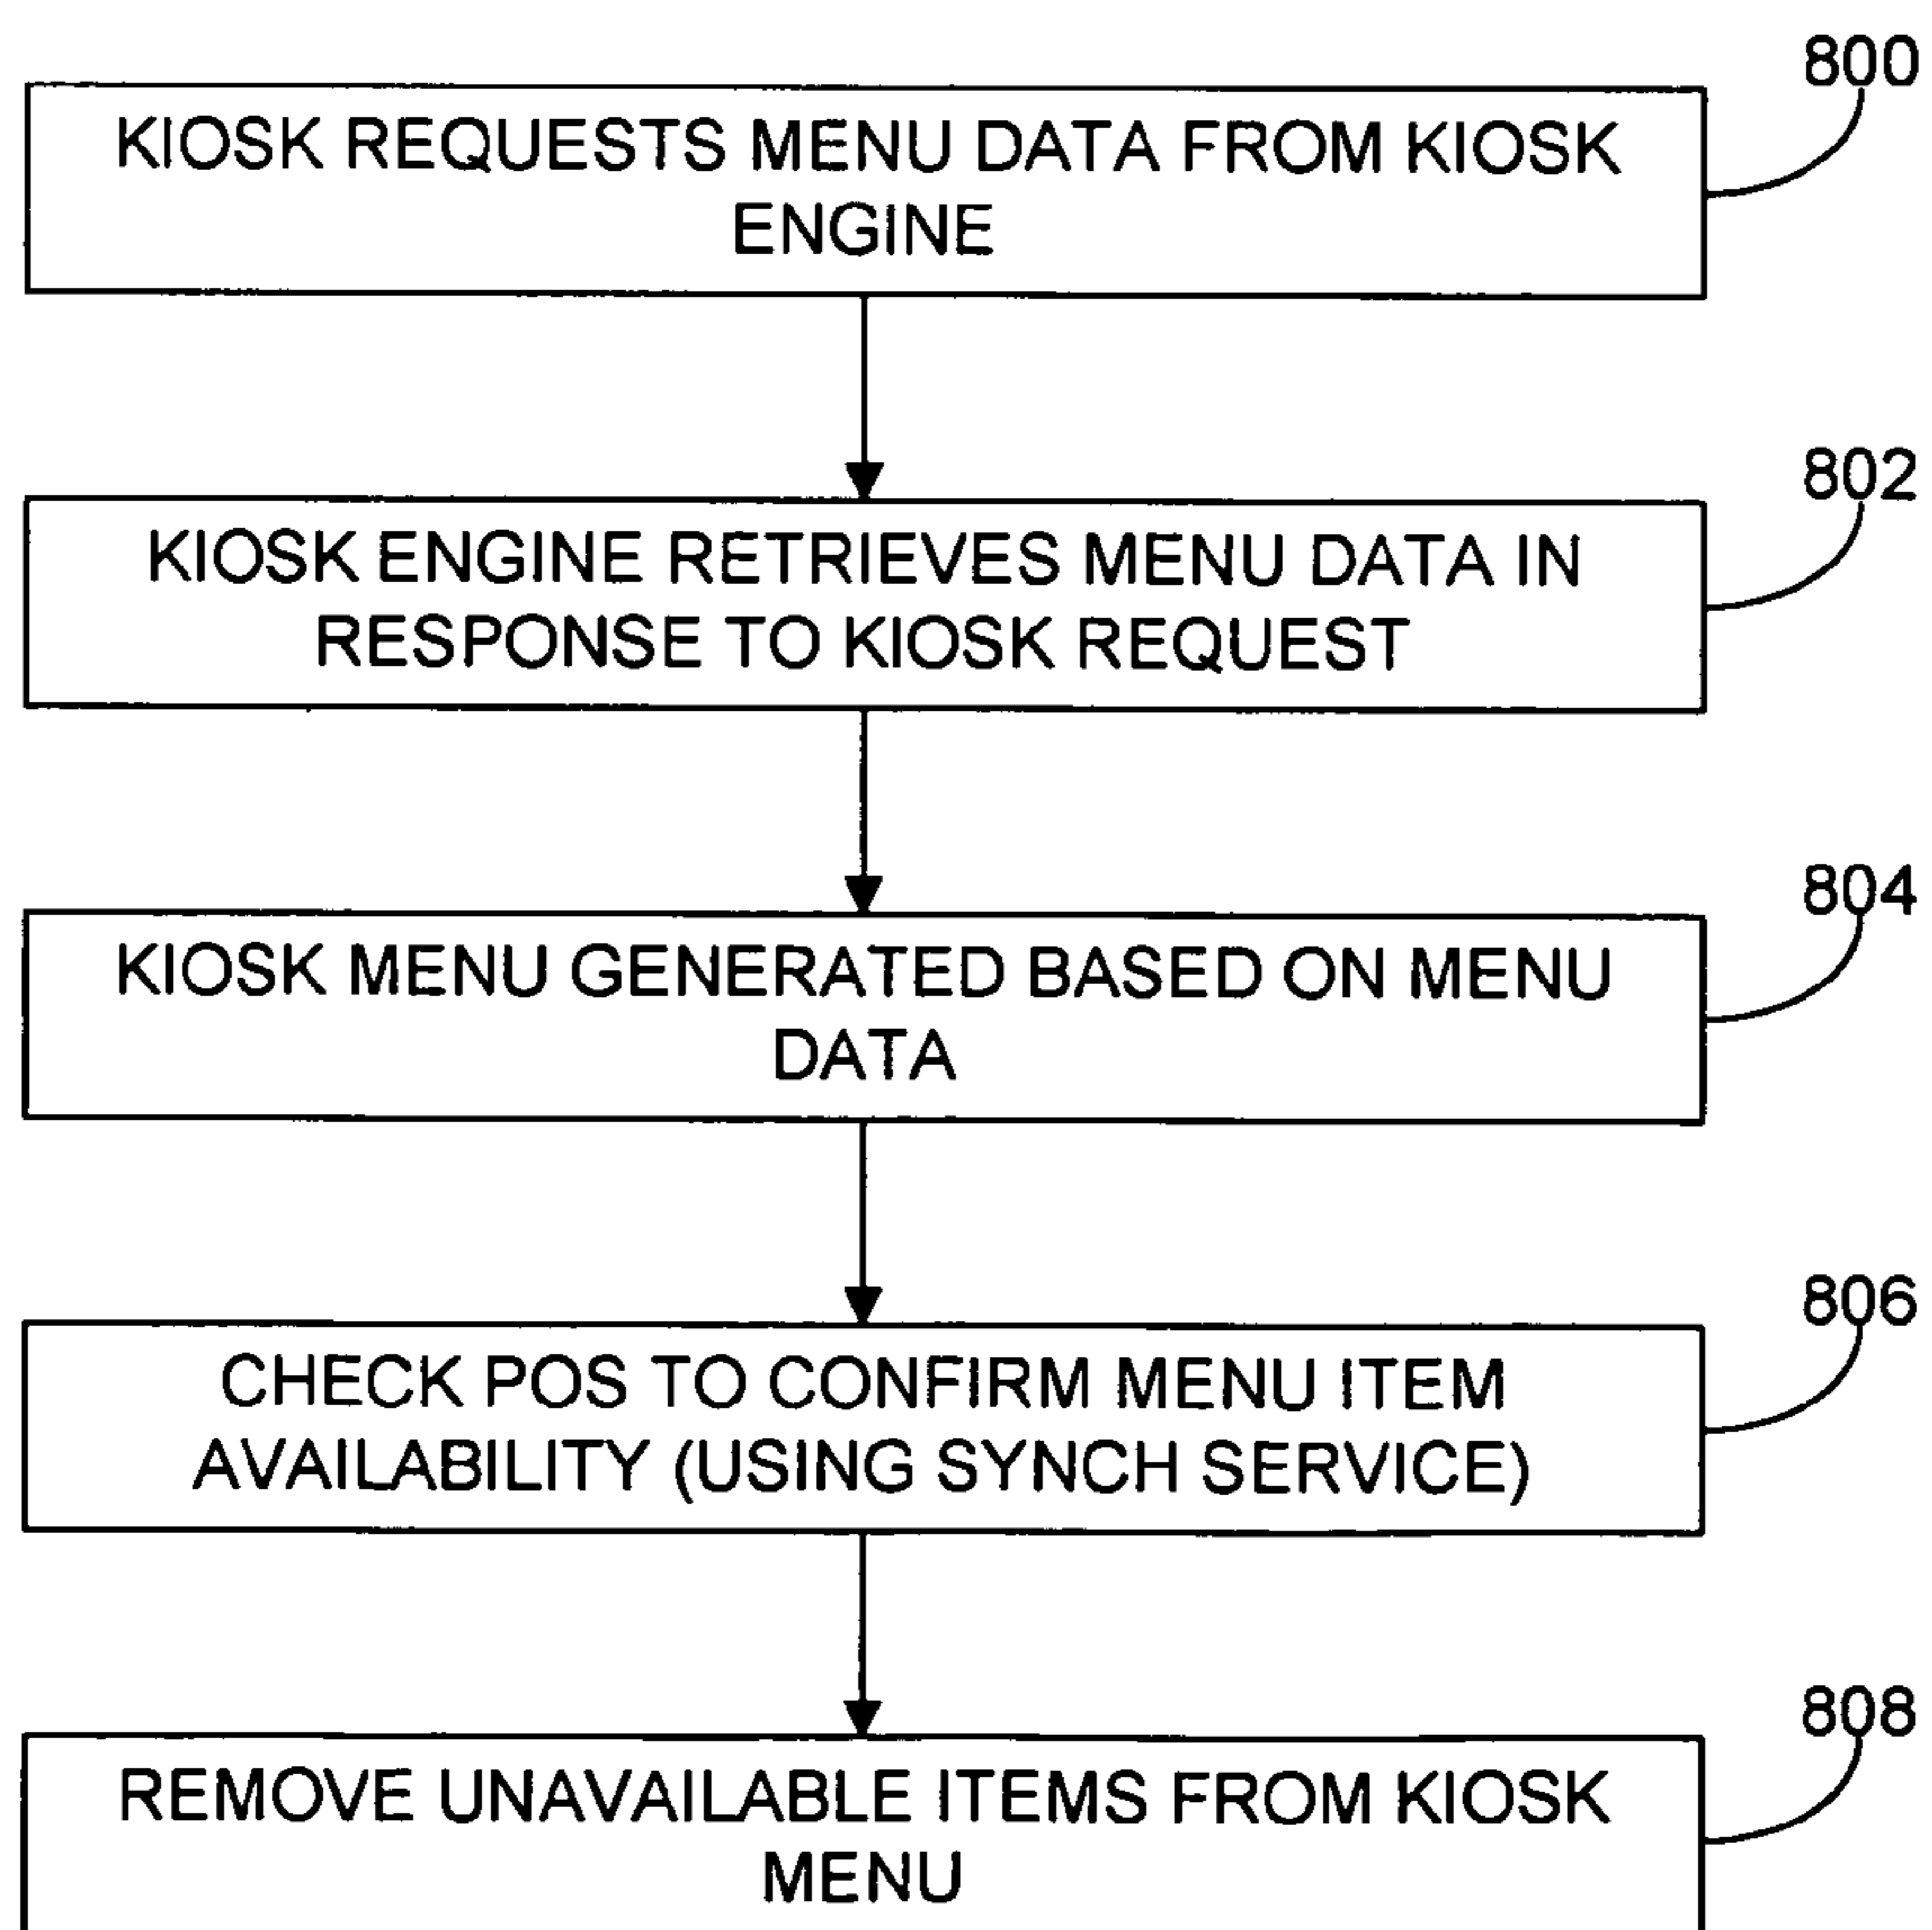 800
KIOSK REQUESTS MENU DATA FROM KIOSK
ENGINE
802
KIOSK ENGINE RETRIEVES MENU DATA IN
RESPONSE TO KIOSK REQUEST
804
KIOSK MENU GENERATED BASED ON MENU
DATA
806
CHECK POS TO CONFIRM MENU ITEM
AVAILABILITY (USING SYNCH SERVICE)
808
REMOVE UNAVAILABLE ITEMS FROM KIOSK
MENU